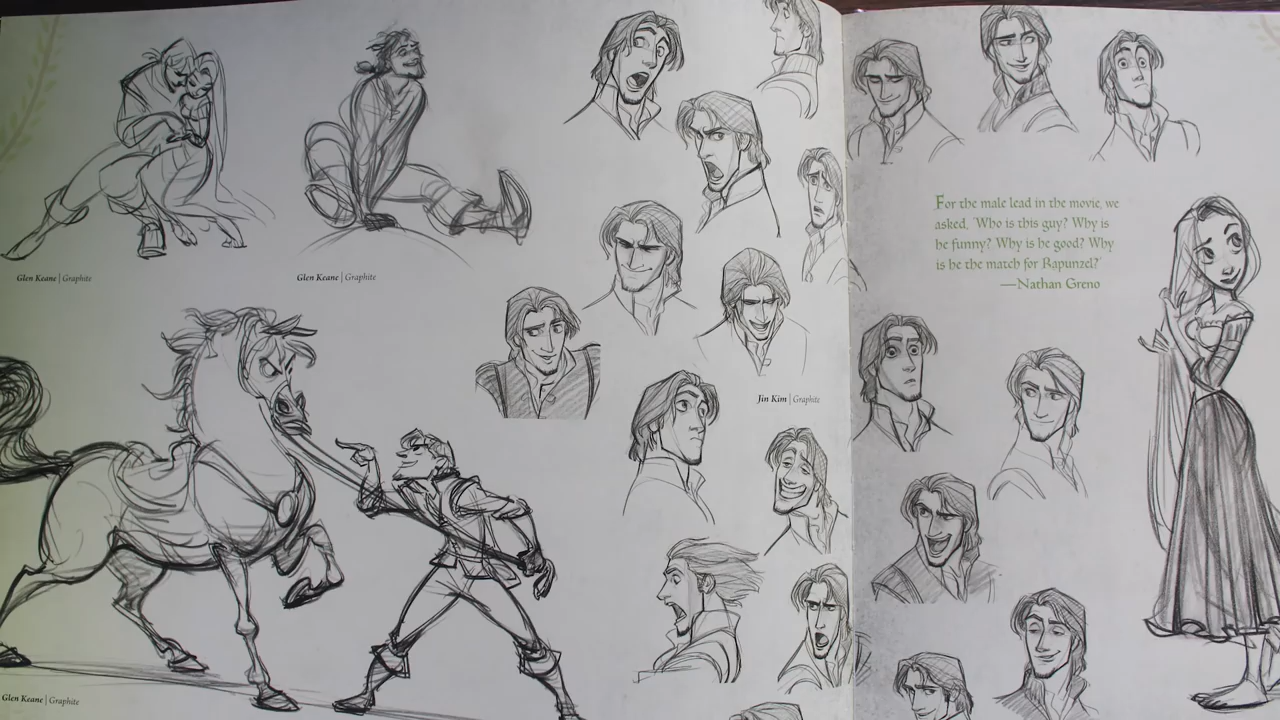 Glen Keane | Graphite
Glen Keane | Graphite
Jin Kim | Graphite
Glen Keane | Graphite
For the male lead in the movie, we
asked, 'Who is this guy? Why is
he funny? Why is he good? Why
is he the match for Rapunzel?'
—Nathan Greno